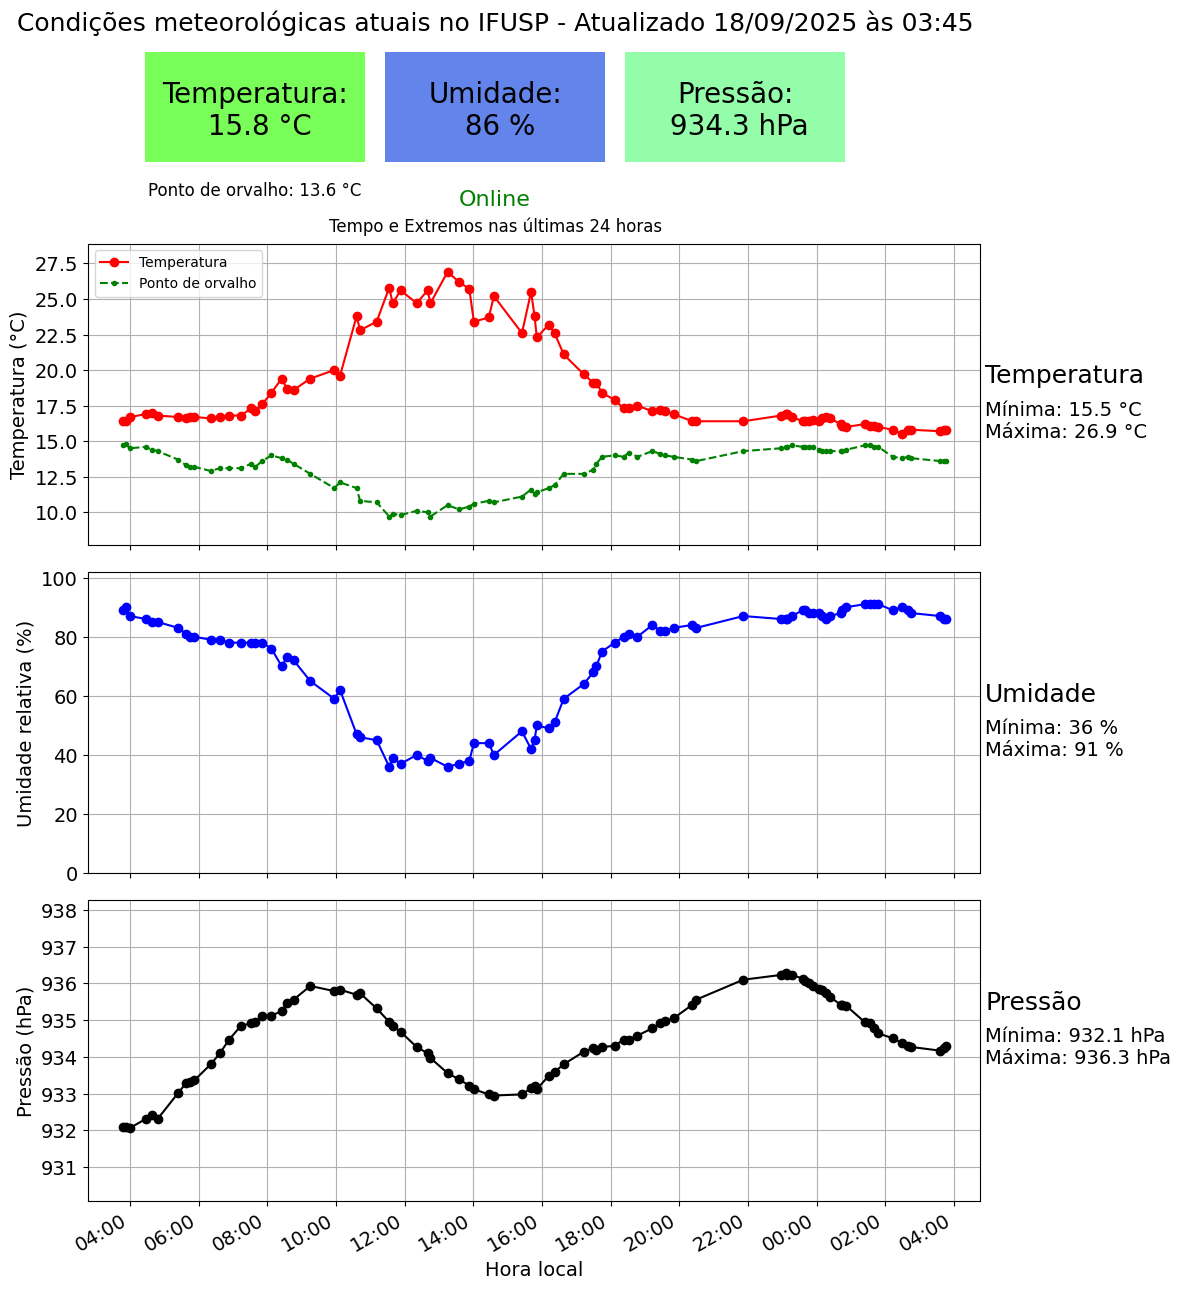 Condições meteorológicas atuais no IFUSP - Atualizado 18/09/2025 às 03:45
Temperatura:
15.8 °C
Umidade:
86 %
Pressão:
934.3 hPa
Ponto de orvalho: 13.6 °C
Online
Tempo e Extremos nas últimas 24 horas
Temperatura (°C)
27.5
25.0
22.5
20.0
17.5
15.0
12.5
10.0
Temperatura
Ponto de orvalho
Temperatura
Mínima: 15.5 °C
Máxima: 26.9 °C
Umidade relativa (%)
100
80
60
40
20
0
Umidade
Mínima: 36 %
Máxima: 91 %
Pressão (hPa)
938
937
936
935
934
933
932
931
Pressão
Mínima: 932.1 hPa
Máxima: 936.3 hPa
04:00
06:00
08:00
10:00
12:00
14:00
16:00
18:00
20:00
22:00
00:00
02:00
04:00
Hora local